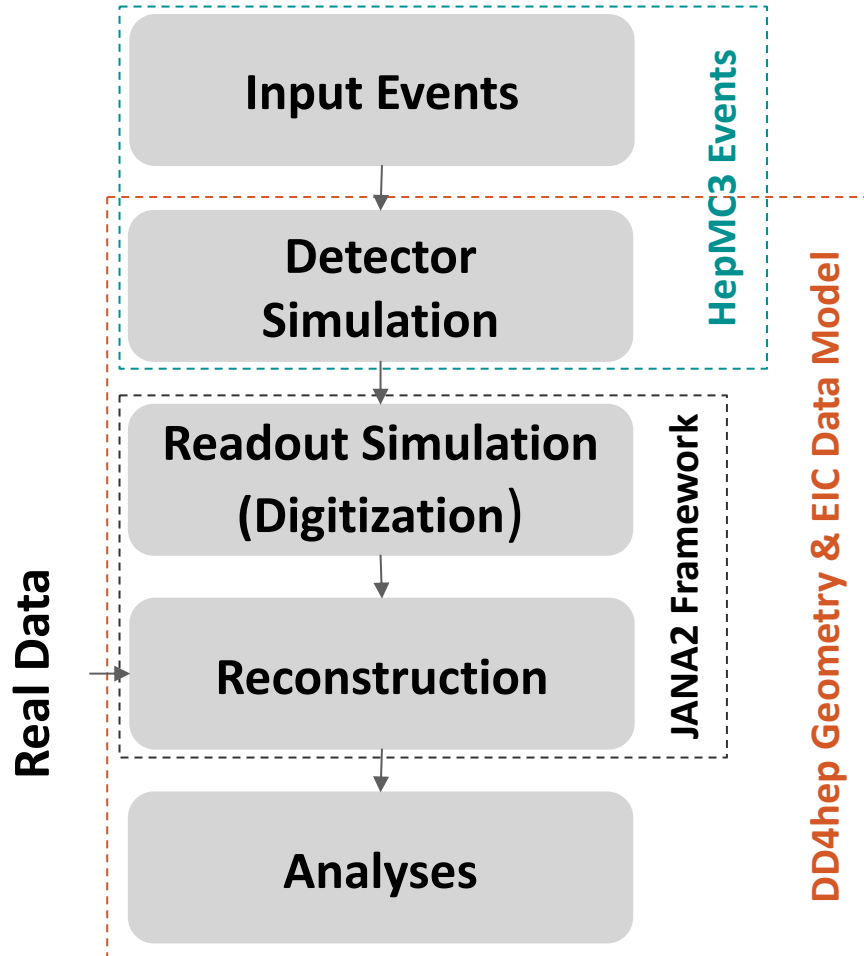 Input Events
HepMC3 Events
Detector
Simulation
Readout Simulation
(Digitization)
JANA2 Framework
DD4hep Geometry & EIC Data Model
Real Data
Reconstruction
Analyses